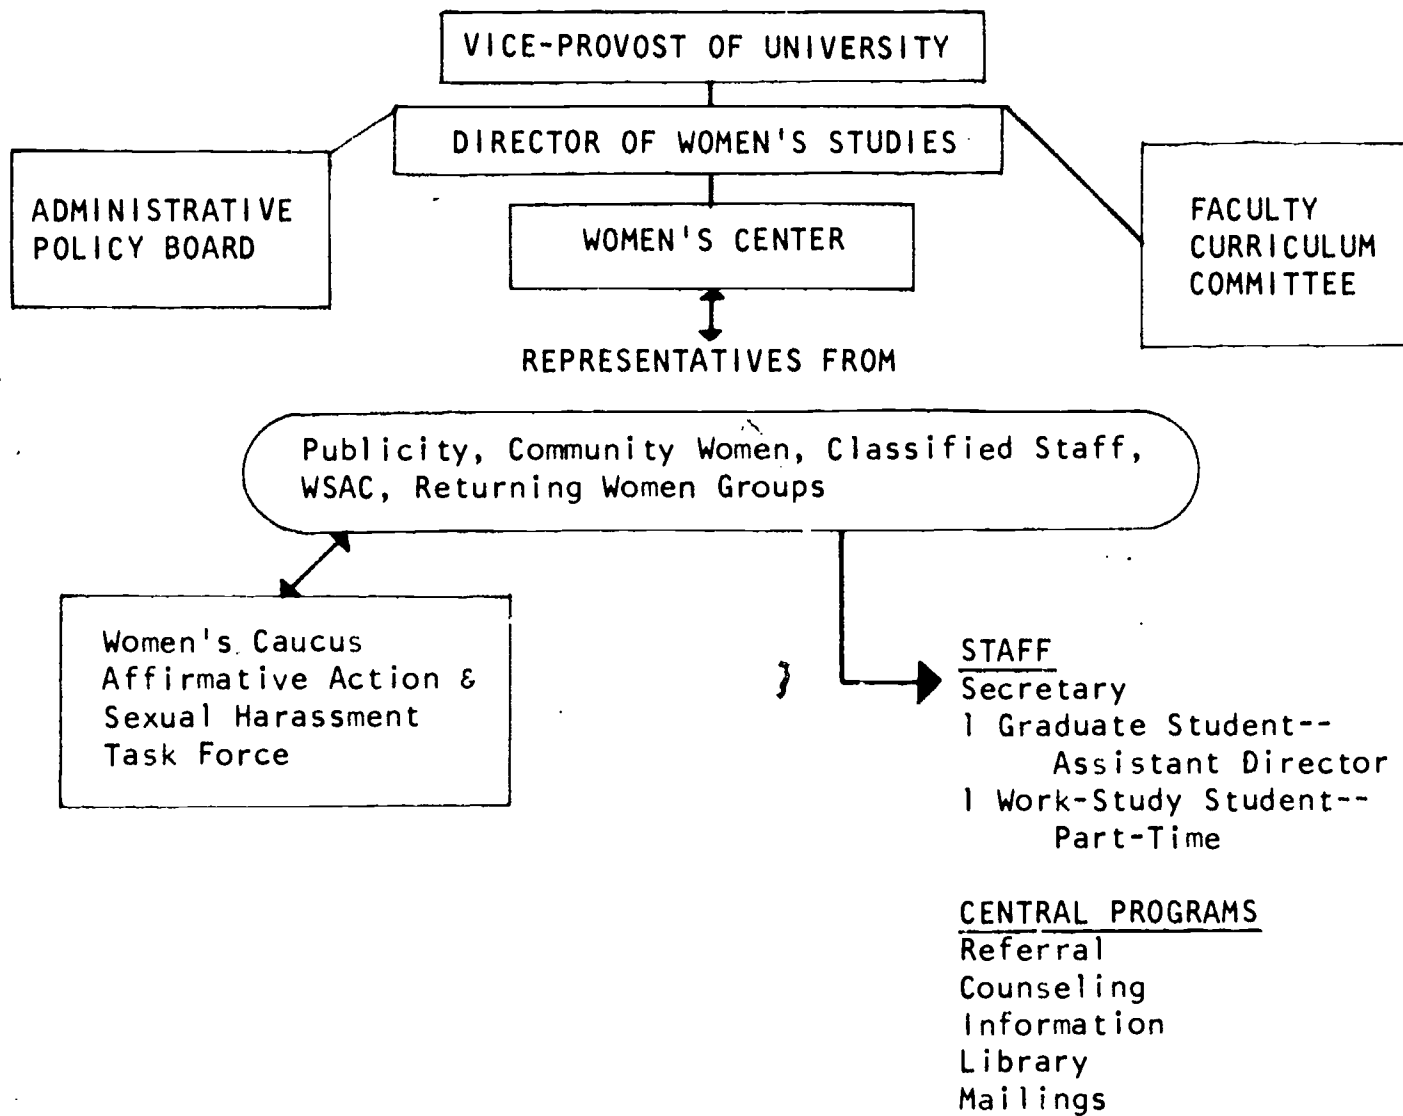 VICE-PROVOST OF UNIVERSITY
DIRECTOR OF WOMEN'S STUDIES
ADMINISTRATIVE
POLICY BOARD
WOMEN'S CENTER
FACULTY
CURRICULUM
COMMITTEE
REPRESENTATIVES FROM
Publicity, Community Women, Classified Staff,
WSAC, Returning Women Groups
Women's Caucus
Affirmative Action &
Sexual Harassment
Task Force
STAFF
Secretary
1 Graduate Student--
Assistant Director
1 Work-Study Student--
Part-Time
CENTRAL PROGRAMS
Referral
Counseling
Information
Library
Mailings